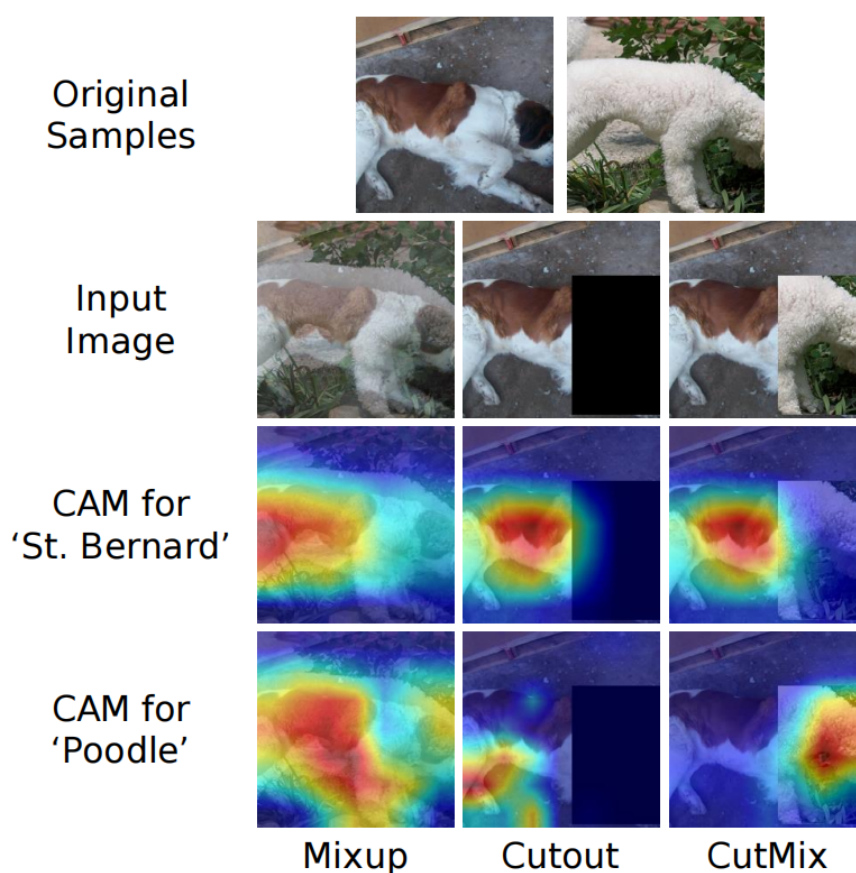 Original
Samples
Input
Image
CAM for
‘St. Bernard’
CAM for
‘Poodle’
Mixup Cutout CutMix